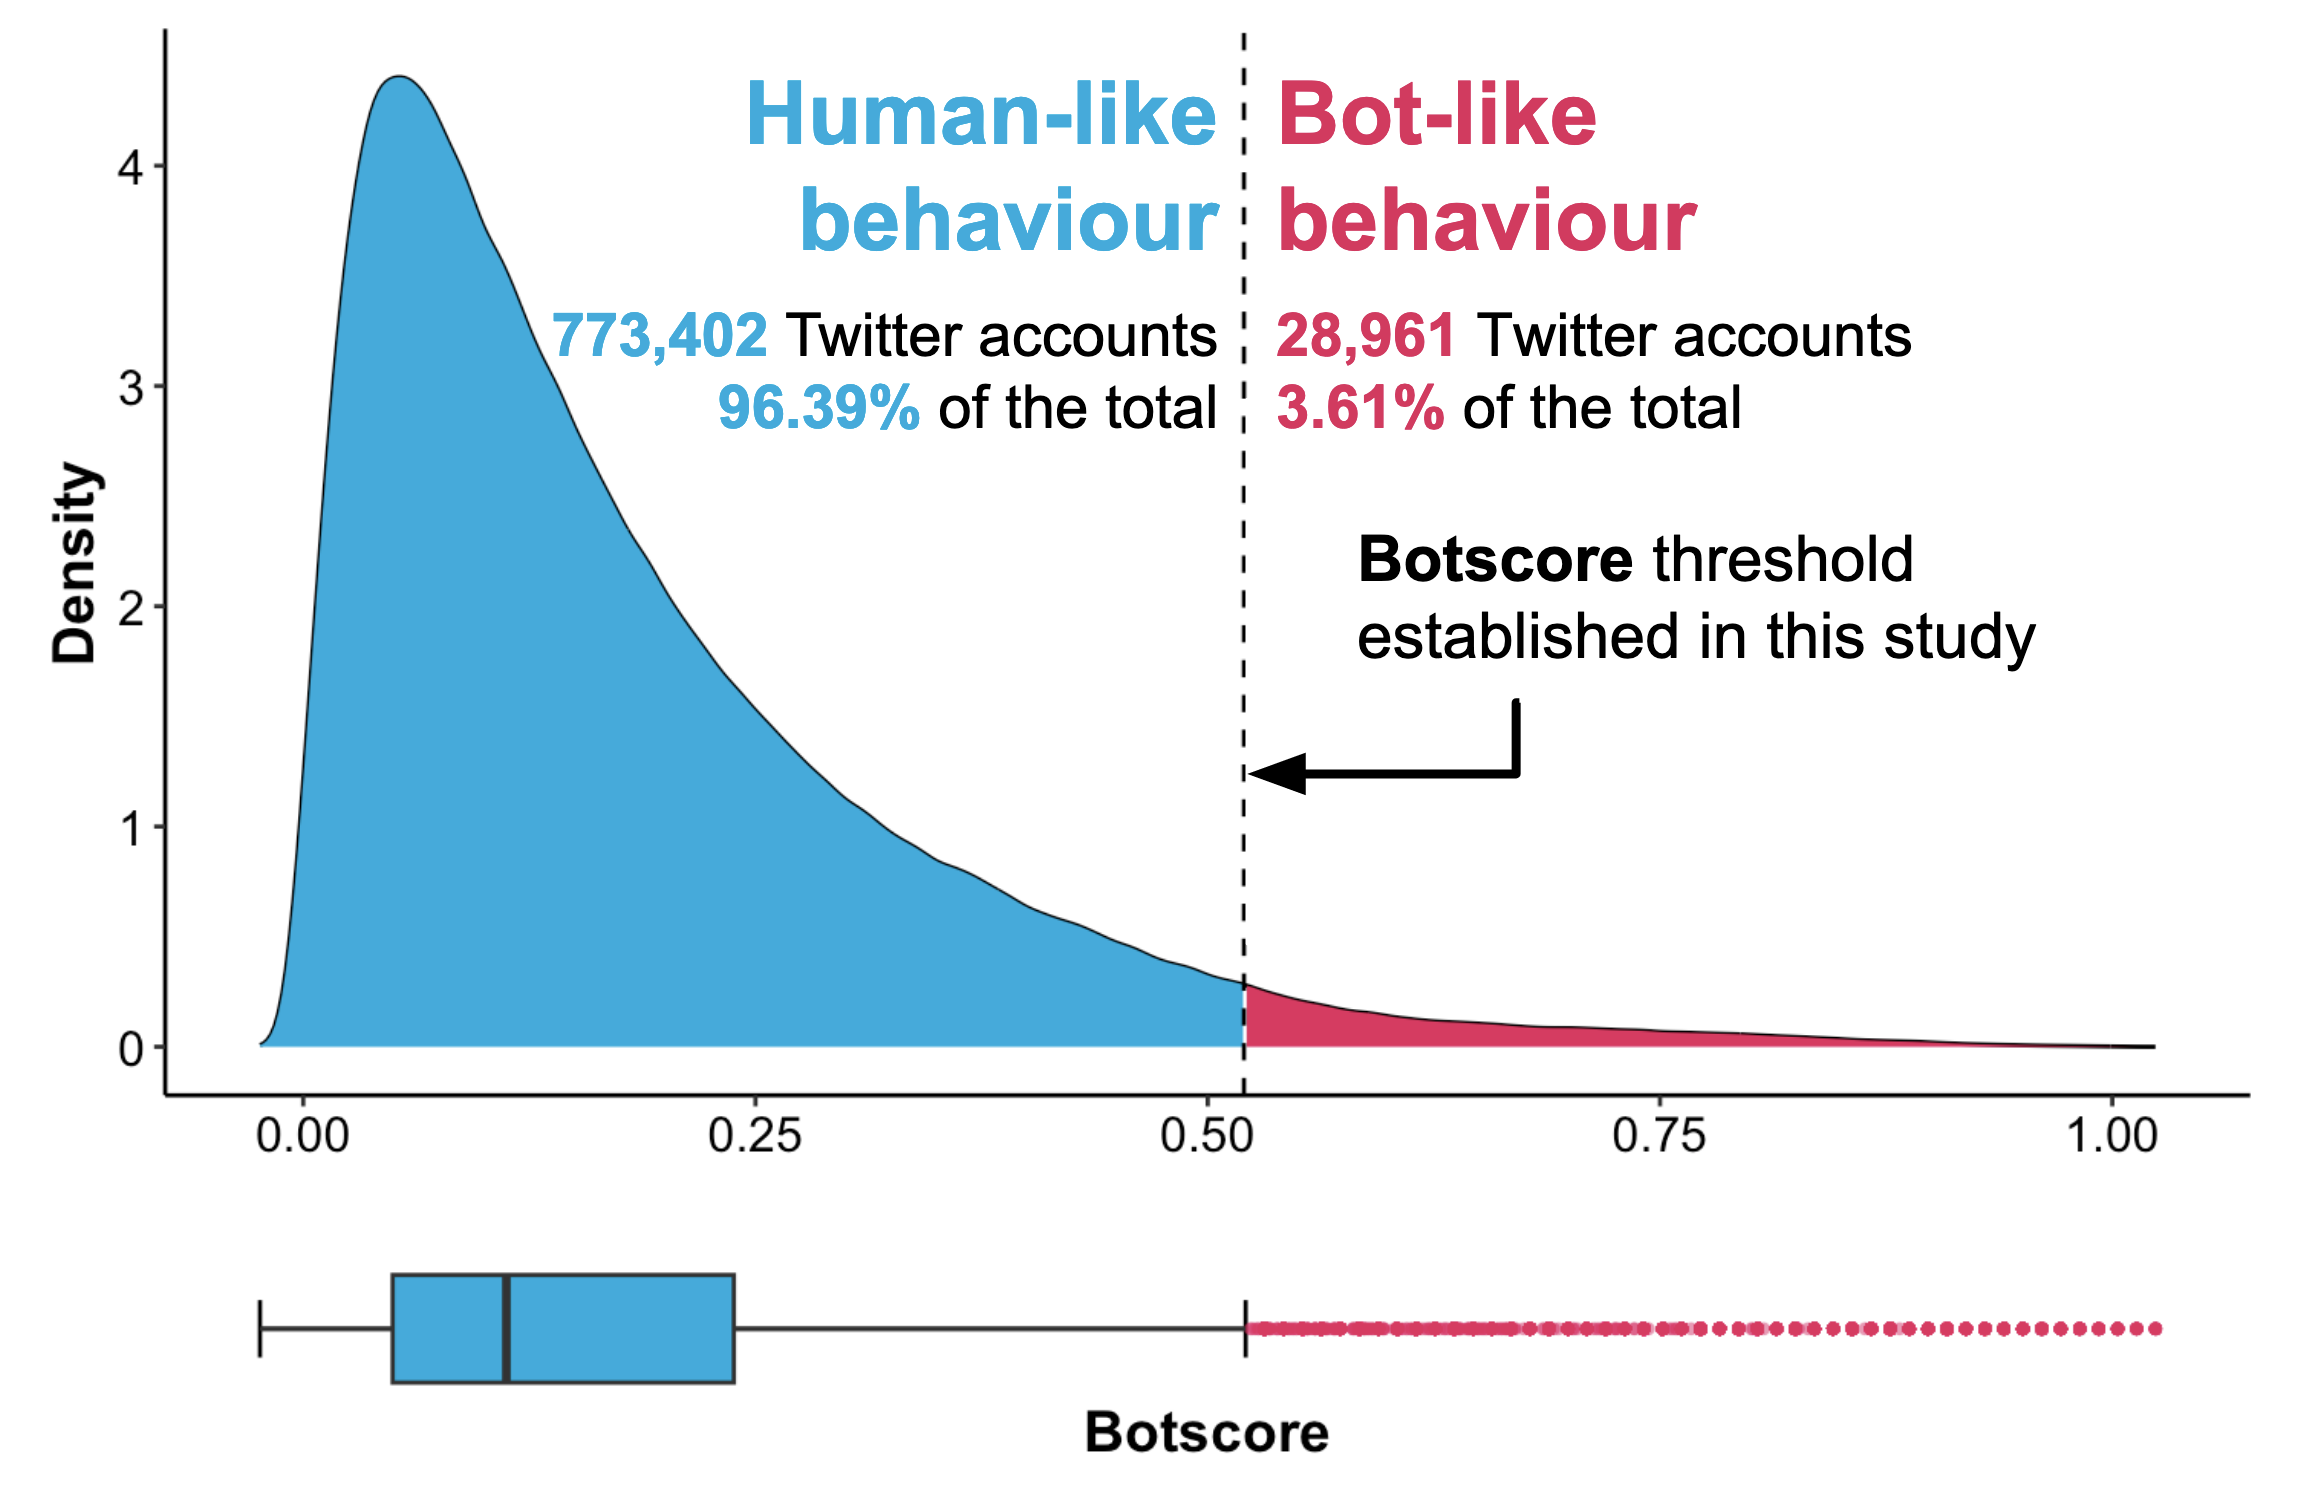 Human-like
behaviour
773,402 Twitter accounts
96.39% of the total
Bot-like
behaviour
28,961 Twitter accounts
3.61% of the total
Botscore threshold
established in this study
Density
4
3
2
1
0
0.00 0.25 0.50 0.75 1.00
Botscore